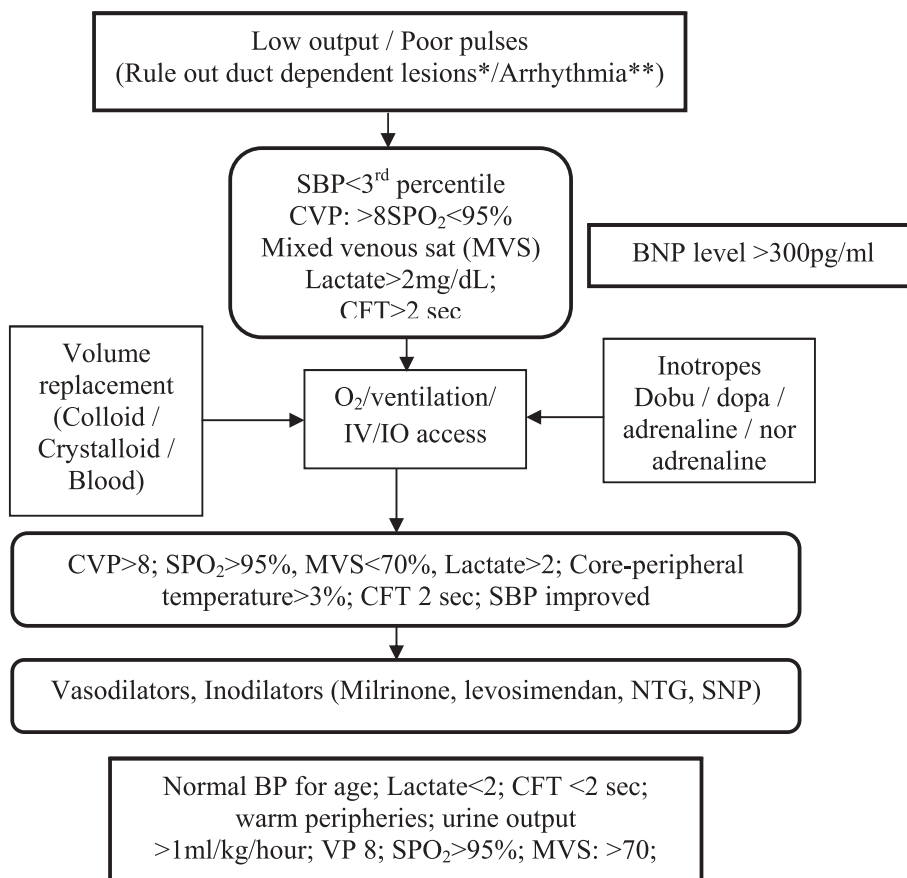 Low output / Poor pulses
(Rule out duct dependent lesions*/Arrhythmia**)
SBP<3rd percentile
CVP: >8SPO₂<95%
Mixed venous sat (MVS)
Lactate>2mg/dL;
CFT>2 sec
BNP level >300pg/ml
Volume
replacement
(Colloid /
Crystalloid /
Blood)
O₂/ventilation/
IV/IO access
Inotropes
Dobu / dopa /
adrenaline / nor
adrenaline
CVP>8; SPO₂>95%, MVS<70%, Lactate>2; Core-peripheral
temperature>3%; CFT 2 sec; SBP improved
Vasodilators, Inodilators (Milrinone, levosimendan, NTG, SNP)
Normal BP for age; Lactate<2; CFT <2 sec;
warm peripheries; urine output
>1ml/kg/hour; VP 8; SPO₂>95%; MVS: >70;